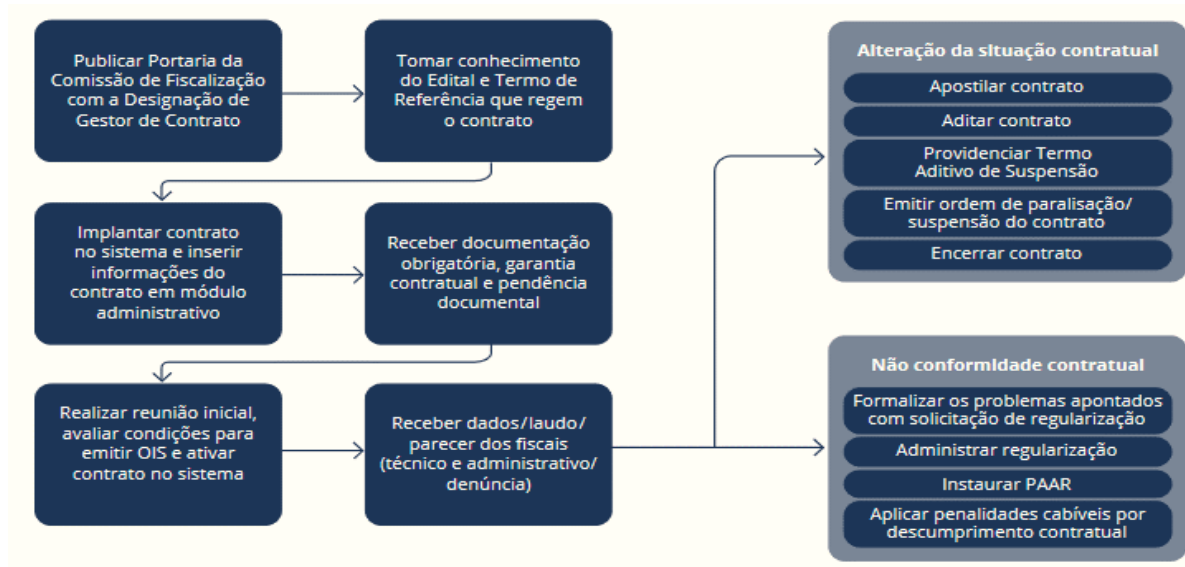 Publicar Portaria da
Comissão de Fiscalização
com a Designação de
Gestor de Contrato
Tomar conhecimento
do Edital e Termo de
Referência que regem
o contrato
Implantar contrato
no sistema e inserir
informações do
contrato em módulo
administrativo
Receber documentação
obrigatória, garantia
contratual e pendência
documental
Realizar reunião inicial,
avaliar condições para
emitir OIS e ativar
contrato no sistema
Receber dados/laudo/
parecer dos fiscais
(técnico e administrativo/
denúncia)
Alteração da situação contratual
Apostilar contrato
Aditar contrato
Providenciar Termo
Aditivo de Suspensão
Emitir ordem de paralisação/
suspensão do contrato
Encerrar contrato
Não conformidade contratual
Formalizar os problemas apontados
com solicitação de regularização
Administrar regularização
Instaurar PAAR
Aplicar penalidades cabíveis por
descumprimento contratual